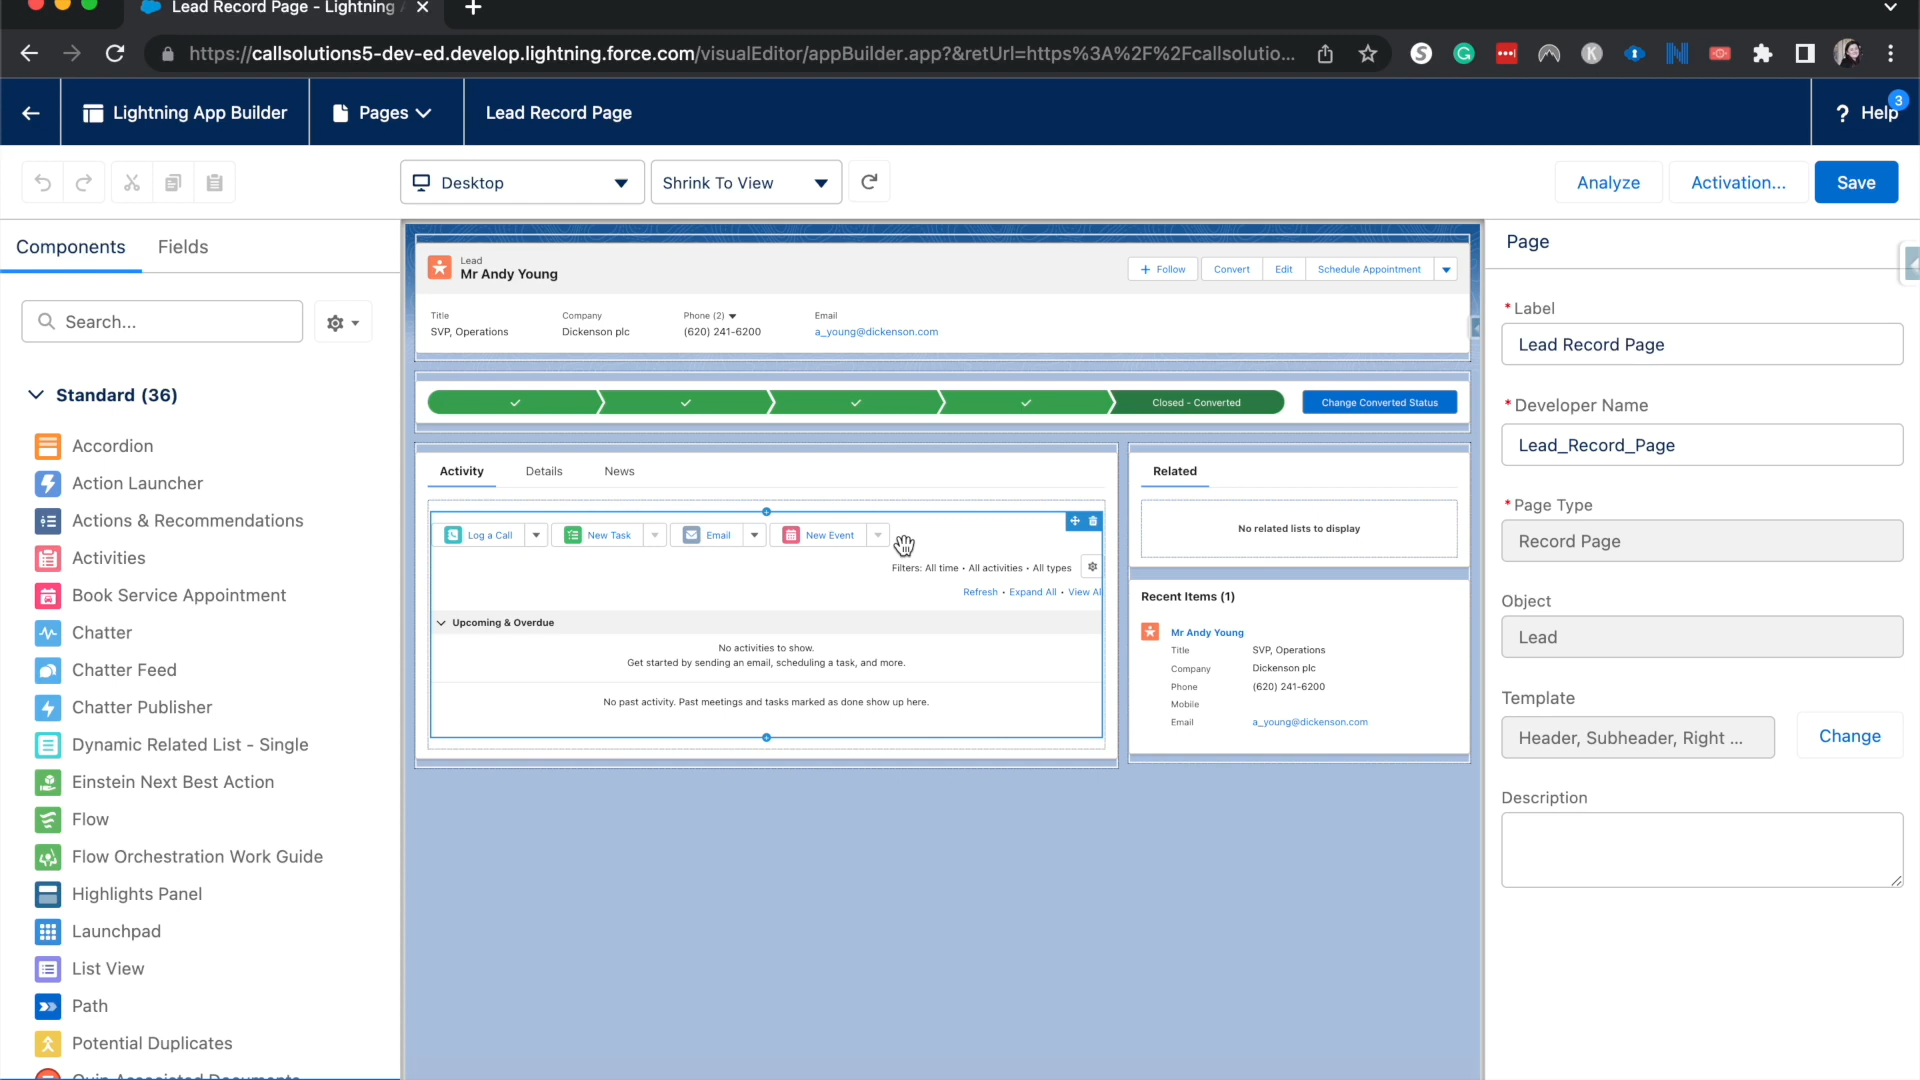 Lead Record Page - Lightning
https://callsolutions5-dev-ed.develop.lightning.force.com/visualEditor/appBuilder.app?&retUrl=https%3A%2F%2Fcallsolutio...
Lightning App Builder
Pages
Lead Record Page
? Help
3
Desktop
Shrink To View
Analyze
Activation...
Save
Components
Fields
Search...
Standard (36)
Accordion
Action Launcher
Actions & Recommendations
Activities
Book Service Appointment
Chatter
Chatter Feed
Chatter Publisher
Dynamic Related List - Single
Einstein Next Best Action
Flow
Flow Orchestration Work Guide
Highlights Panel
Launchpad
List View
Path
Potential Duplicates
Lead
Mr Andy Young
+ Follow
Convert
Edit
Schedule Appointment
Title
Company
Phone (2)
Email
SVP, Operations
Dickenson plc
(620) 241-6200
a_young@dickenson.com
Closed - Converted
Change Converted Status
Activity
Details
News
Log a Call
New Task
Email
New Event
Filters: All time • All activities • All types
Refresh • Expand All • View Al
Upcoming & Overdue
No activities to show.
Get started by sending an email, scheduling a task, and more.
No past activity. Past meetings and tasks marked as done show up here.
Related
No related lists to display
Recent Items (1)
Mr Andy Young
Title SVP, Operations
Company Dickenson plc
Phone (620) 241-6200
Mobile
Email a_young@dickenson.com
Page
* Label
Lead Record Page
* Developer Name
Lead_Record_Page
* Page Type
Record Page
Object
Lead
Template
Header, Subheader, Right ...
Change
Description